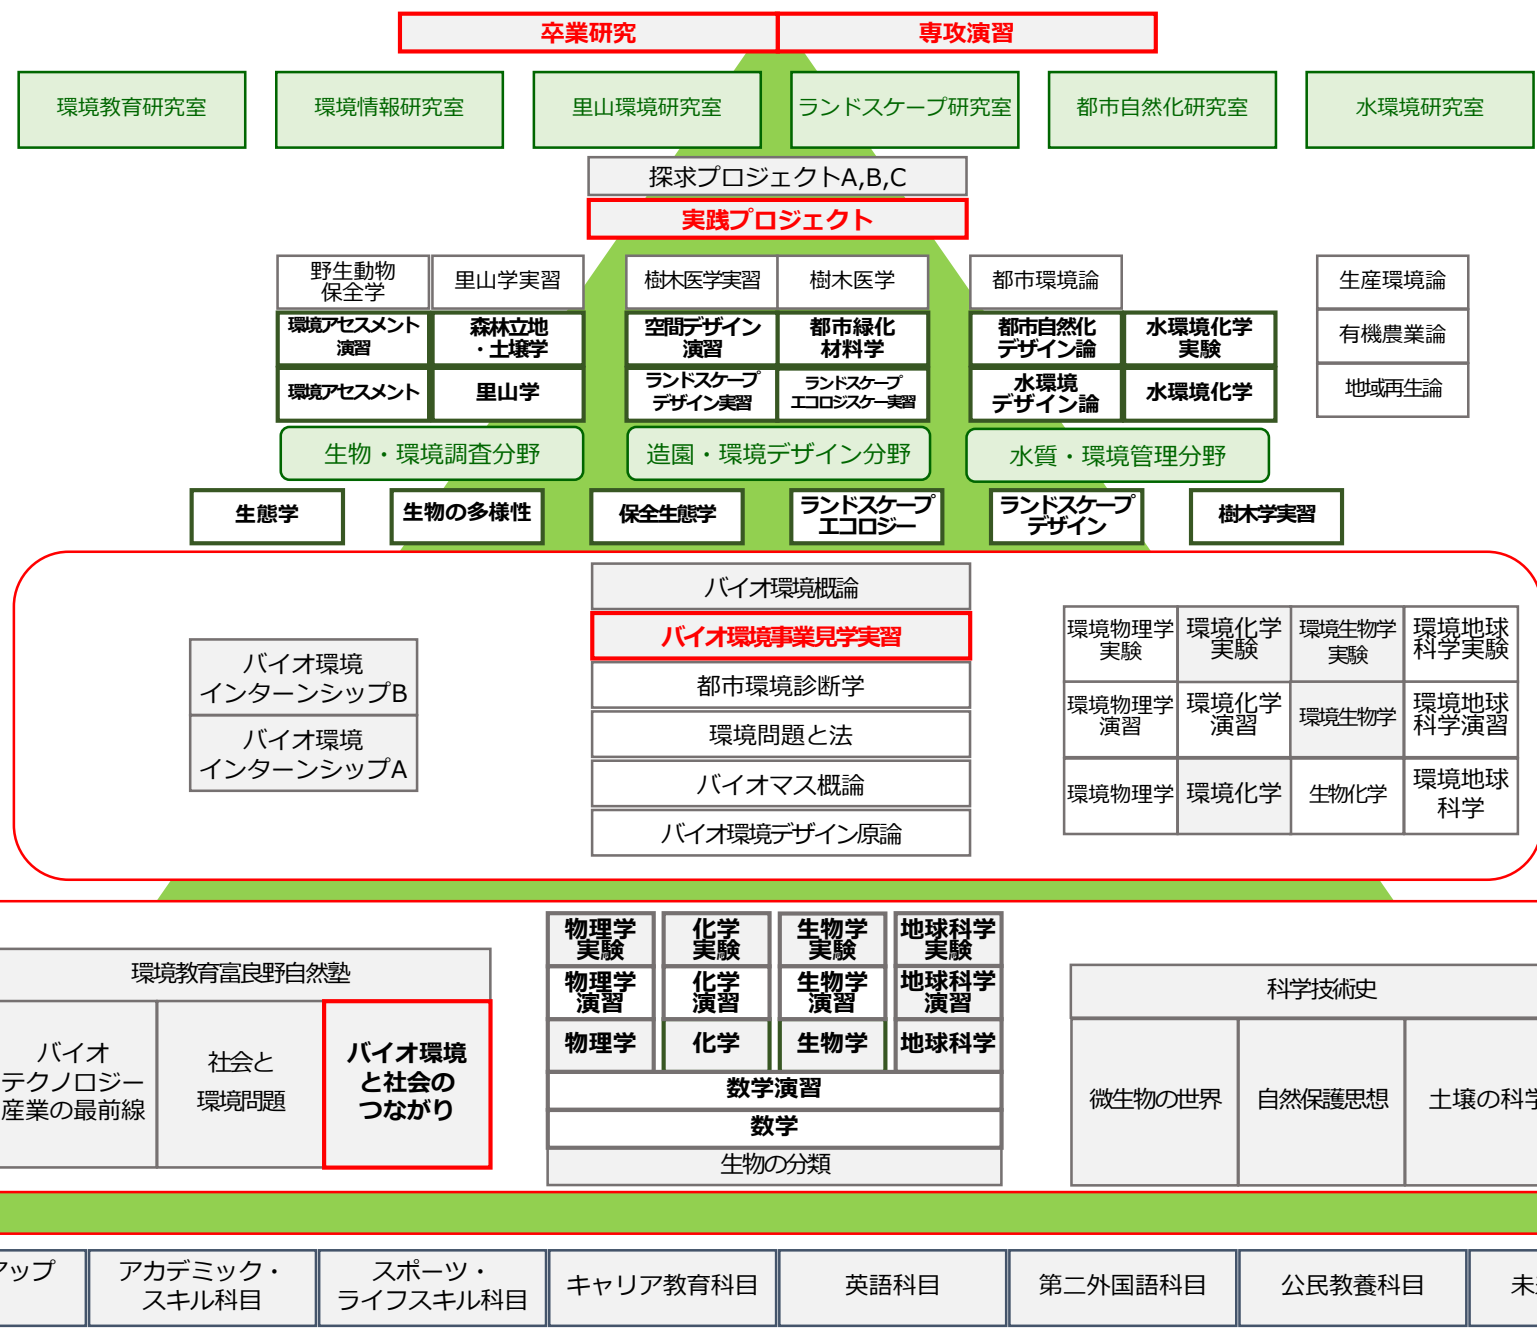 卒業研究
専攻演習
環境教育研究室
環境情報研究室
里山環境研究室
ランドスケープ研究室
都市自然化研究室
水環境研究室
探求プロジェクトA,B,C
実践プロジェクト
野生動物
保全学
里山学実習
樹木医学実習
樹木医学
都市環境論
生産環境論
環境アセスメント
演習
森林立地
・土壌学
空間デザイン
演習
都市緑化
材料学
都市自然化
デザイン論
水環境化学
実験
有機農業論
環境アセスメント
里山学
ランドスケープ
デザイン実習
ランドスケープ
エコロジスケー実習
水環境
デザイン論
水環境化学
地域再生論
生物・環境調査分野
造園・環境デザイン分野
水質・環境管理分野
生態学
生物の多様性
保全生態学
ランドスケープ
エコロジー
ランドスケープ
デザイン
樹木学実習
バイオ環境
インターンシップB
バイオ環境
インターンシップA
バイオ環境概論
バイオ環境事業見学実習
都市環境診断学
環境問題と法
バイオマス概論
バイオ環境デザイン原論
環境物理学
実験
環境化学
実験
環境生物学
実験
環境地球
科学実験
環境物理学
演習
環境化学
演習
環境生物学
環境地球
科学演習
環境物理学
環境化学
生物化学
環境地球
科学
環境教育富良野自然塾
バイオ
テクノロジー
産業の最前線
社会と
環境問題
バイオ環境
と社会の
つながり
物理学
実験
化学
実験
生物学
実験
地球科学
実験
物理学
演習
化学
演習
生物学
演習
地球科学
演習
物理学
化学
生物学
地球科学
数学演習
数学
生物の分類
科学技術史
微生物の世界
自然保護思想
土壌の科学
アップ
アカデミック・
スキル科目
スポーツ・
ライフスキル科目
キャリア教育科目
英語科目
第二外国語科目
公民教養科目
未